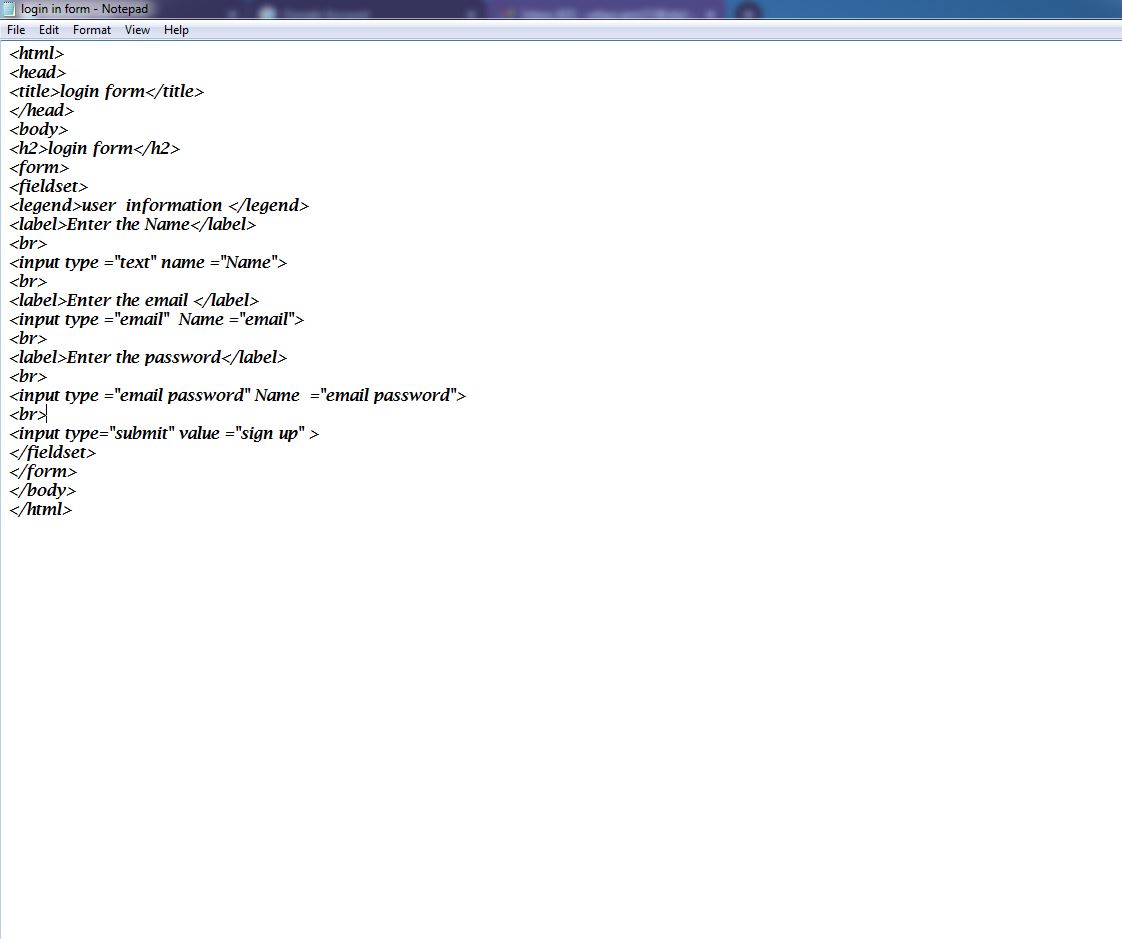 login in form - Notepad
File Edit Format View Help
<html>
<head>
<title>login form</title>
</head>
<body>
<h2>login form</h2>
<form>
<fieldset>
<legend>user  information </legend>
<label>Enter the Name</label>
<br>
<input type ="text" name ="Name">
<br>
<label>Enter the email </label>
<input type ="email"  Name ="email">
<br>
<label>Enter the password</label>
<br>
<input type ="email password" Name  ="email password">
<br>
<input type="submit" value ="sign up" >
</fieldset>
</form>
</body>
</html>